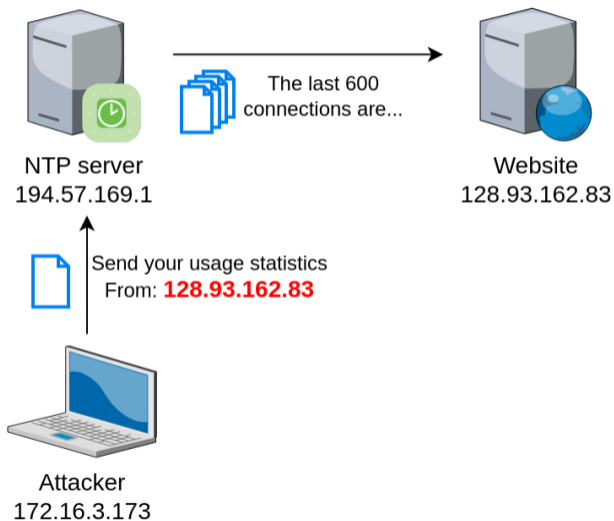 The last 600
connections are...
NTP server
194.57.169.1
Website
128.93.162.83
Send your usage statistics
From: 128.93.162.83
Attacker
172.16.3.173